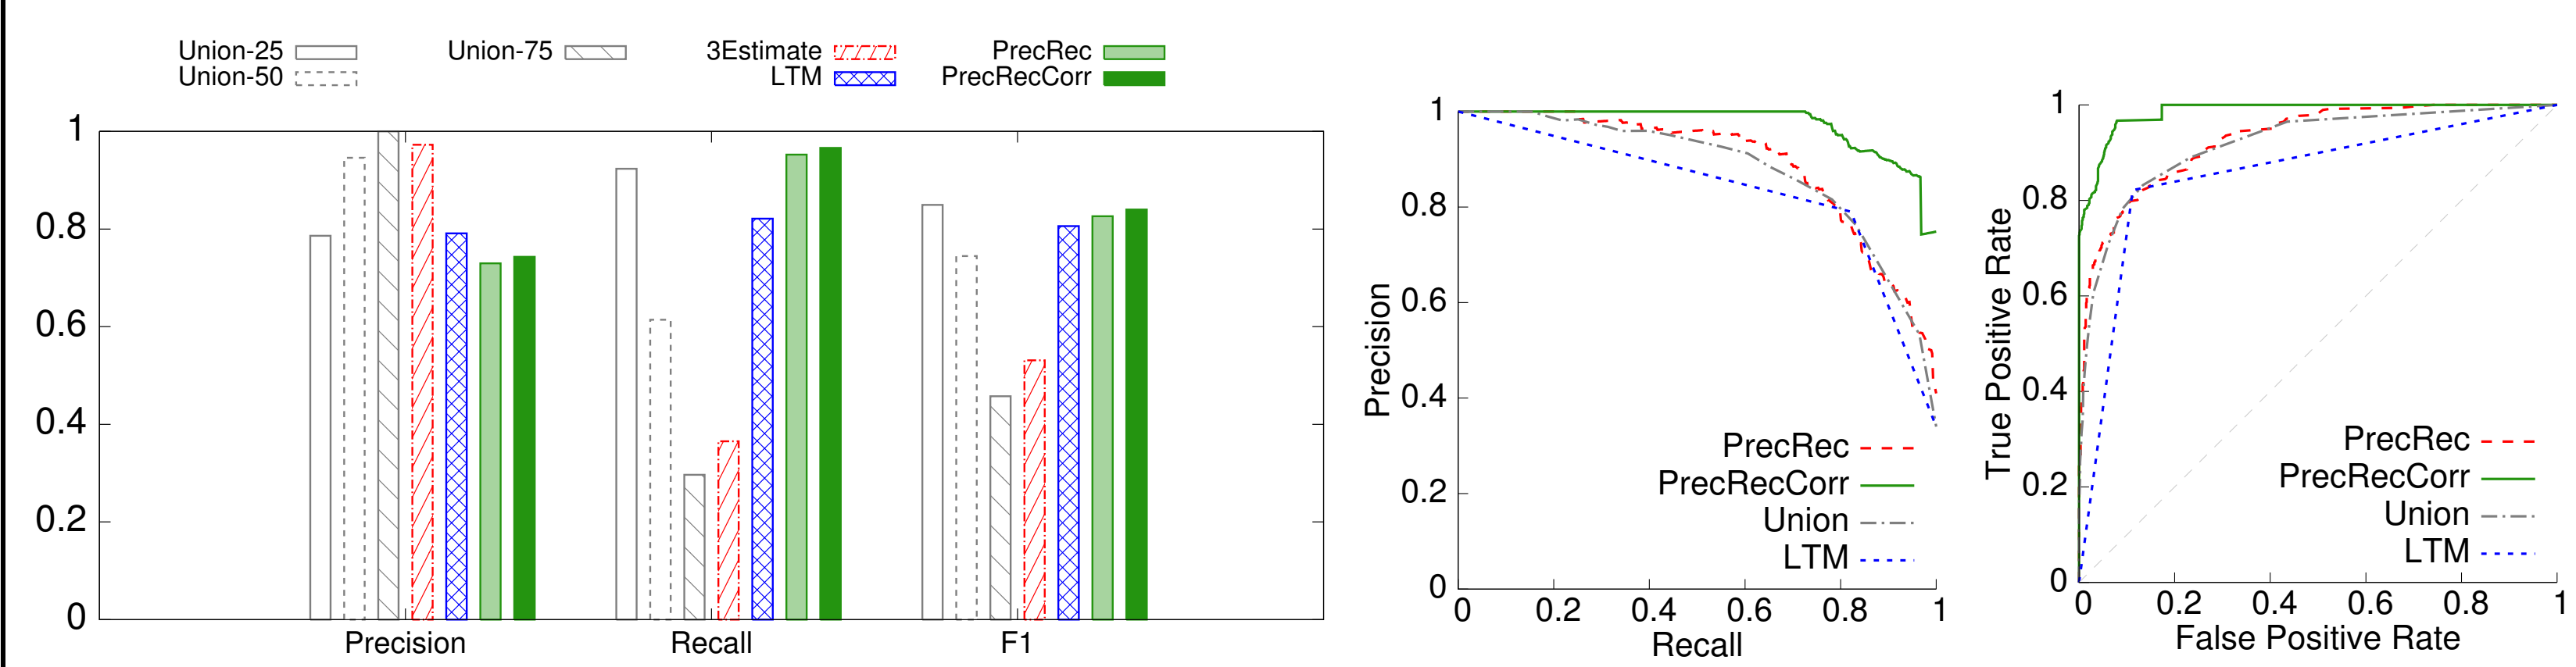 Union-25
Union-50
Union-75
3Estimate
LTM
PrecRec
PrecRecCorr
1
0.8
0.6
0.4
0.2
0
Precision
Recall
F1
1
0.8
0.6
0.4
0.2
0
Precision
PrecRec
PrecRecCorr
Union
LTM
0 0.2 0.4 0.6 0.8 1
Recall
1
0.8
0.6
0.4
0.2
0
True Positive Rate
PrecRec
PrecRecCorr
Union
LTM
0 0.2 0.4 0.6 0.8 1
False Positive Rate